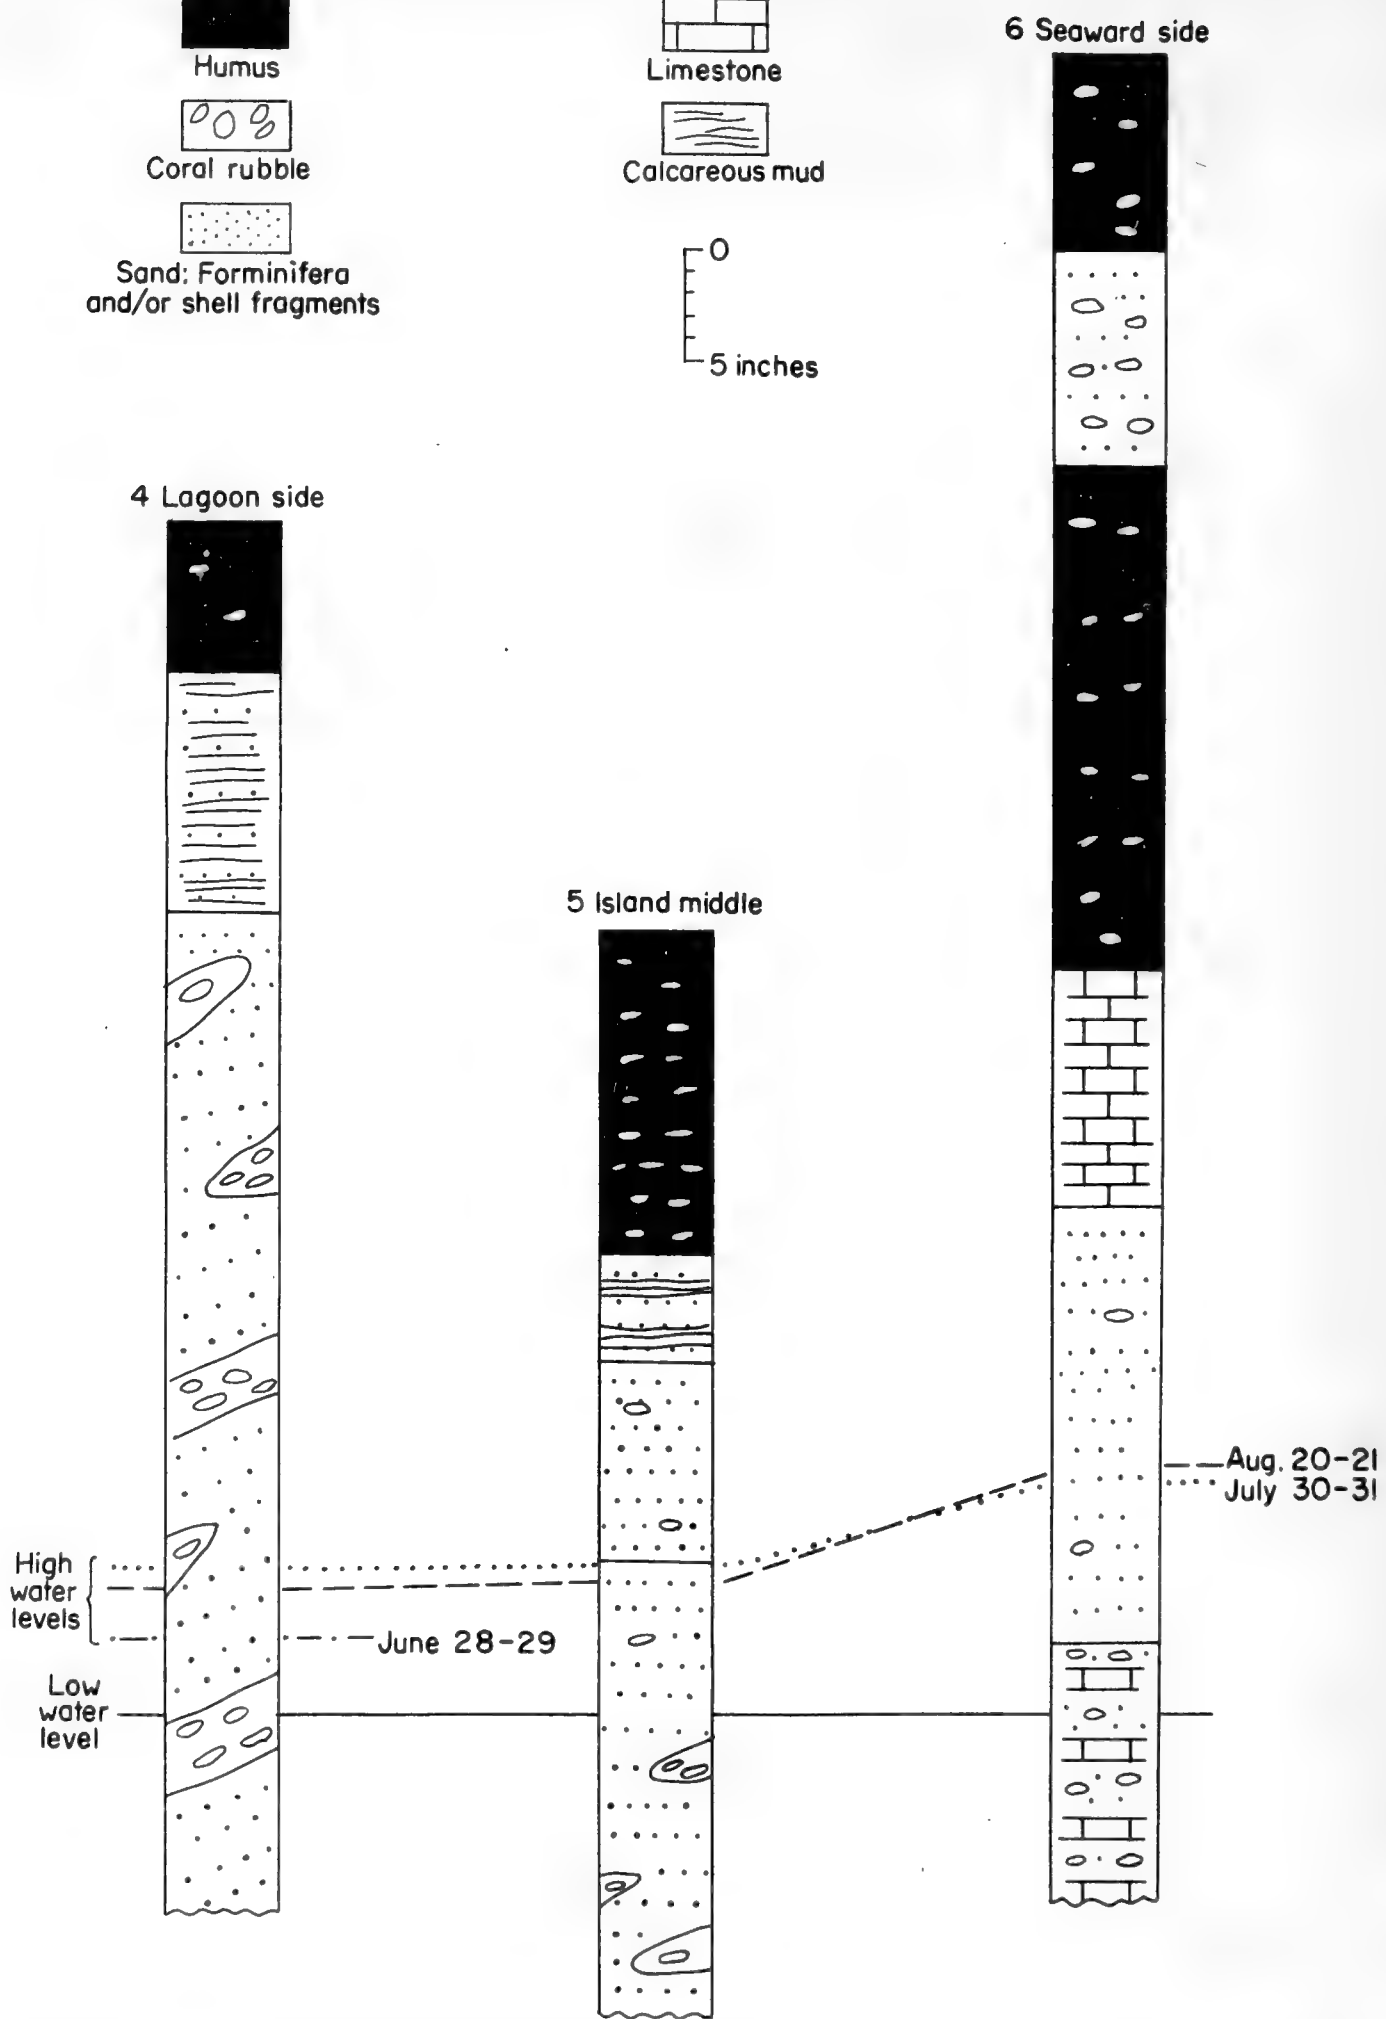 Humus
Coral rubble
Sand: Forminifera
and/or shell fragments
Limestone
Calcareous mud
0
5 inches
6 Seaward side
4 Lagoon side
5 Island middle
Aug. 20-21
July 30-31
High
water
levels
June 28-29
Low
water
level